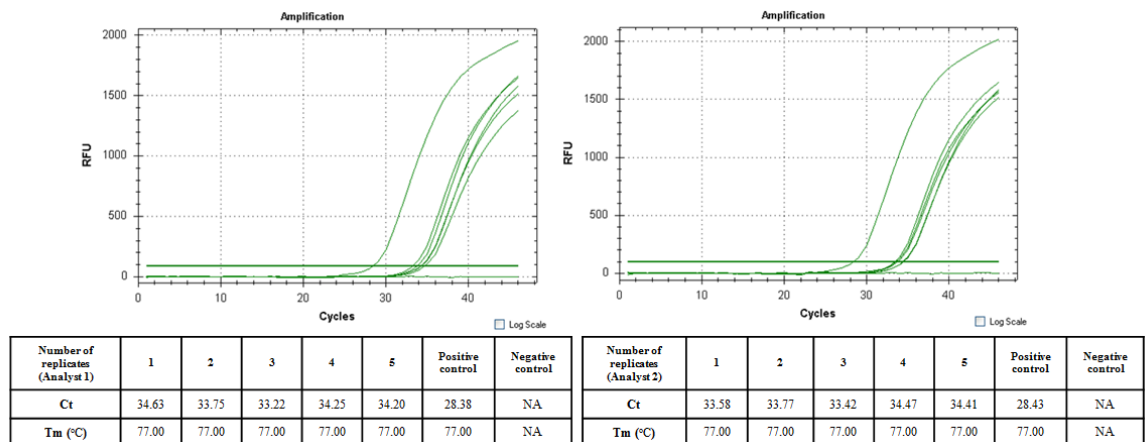 Amplification
2000
1500
1000
500
0
RFU
0 10 20 30 40
Cycles
Log Scale
Number of replicates (Analyst 1) 1 2 3 4 5 Positive control Negative control
Ct 34.63 33.75 33.22 34.25 34.20 28.38 NA
Tm (°C) 77.00 77.00 77.00 77.00 77.00 77.00 NA
Amplification
2000
1500
1000
500
0
RFU
0 10 20 30 40
Cycles
Log Scale
Number of replicates (Analyst 2) 1 2 3 4 5 Positive control Negative control
Ct 33.58 33.77 33.42 34.47 34.41 28.43 NA
Tm (°C) 77.00 77.00 77.00 77.00 77.00 77.00 NA